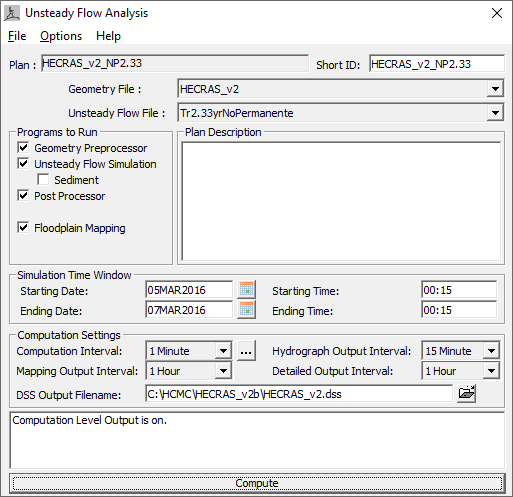 Unsteady Flow Analysis
File Options Help
Plan : HECRAS_v2_NP2.33 Short ID: HECRAS_v2_NP2.33
Geometry File : HECRAS_v2
Unsteady Flow File : Tr2.33yrNoPermanente
Programs to Run
Geometry Preprocessor
Unsteady Flow Simulation
Sediment
Post Processor
Floodplain Mapping
Plan Description
Simulation Time Window
Starting Date: 05MAR2016 Starting Time: 00:15
Ending Date: 07MAR2016 Ending Time: 00:15
Computation Settings
Computation Interval: 1 Minute ... Hydrograph Output Interval: 15 Minute
Mapping Output Interval: 1 Hour Detailed Output Interval: 1 Hour
DSS Output Filename: C:\HCMC\HECRAS_v2b\HECRAS_v2.dss
Computation Level Output is on.
Compute